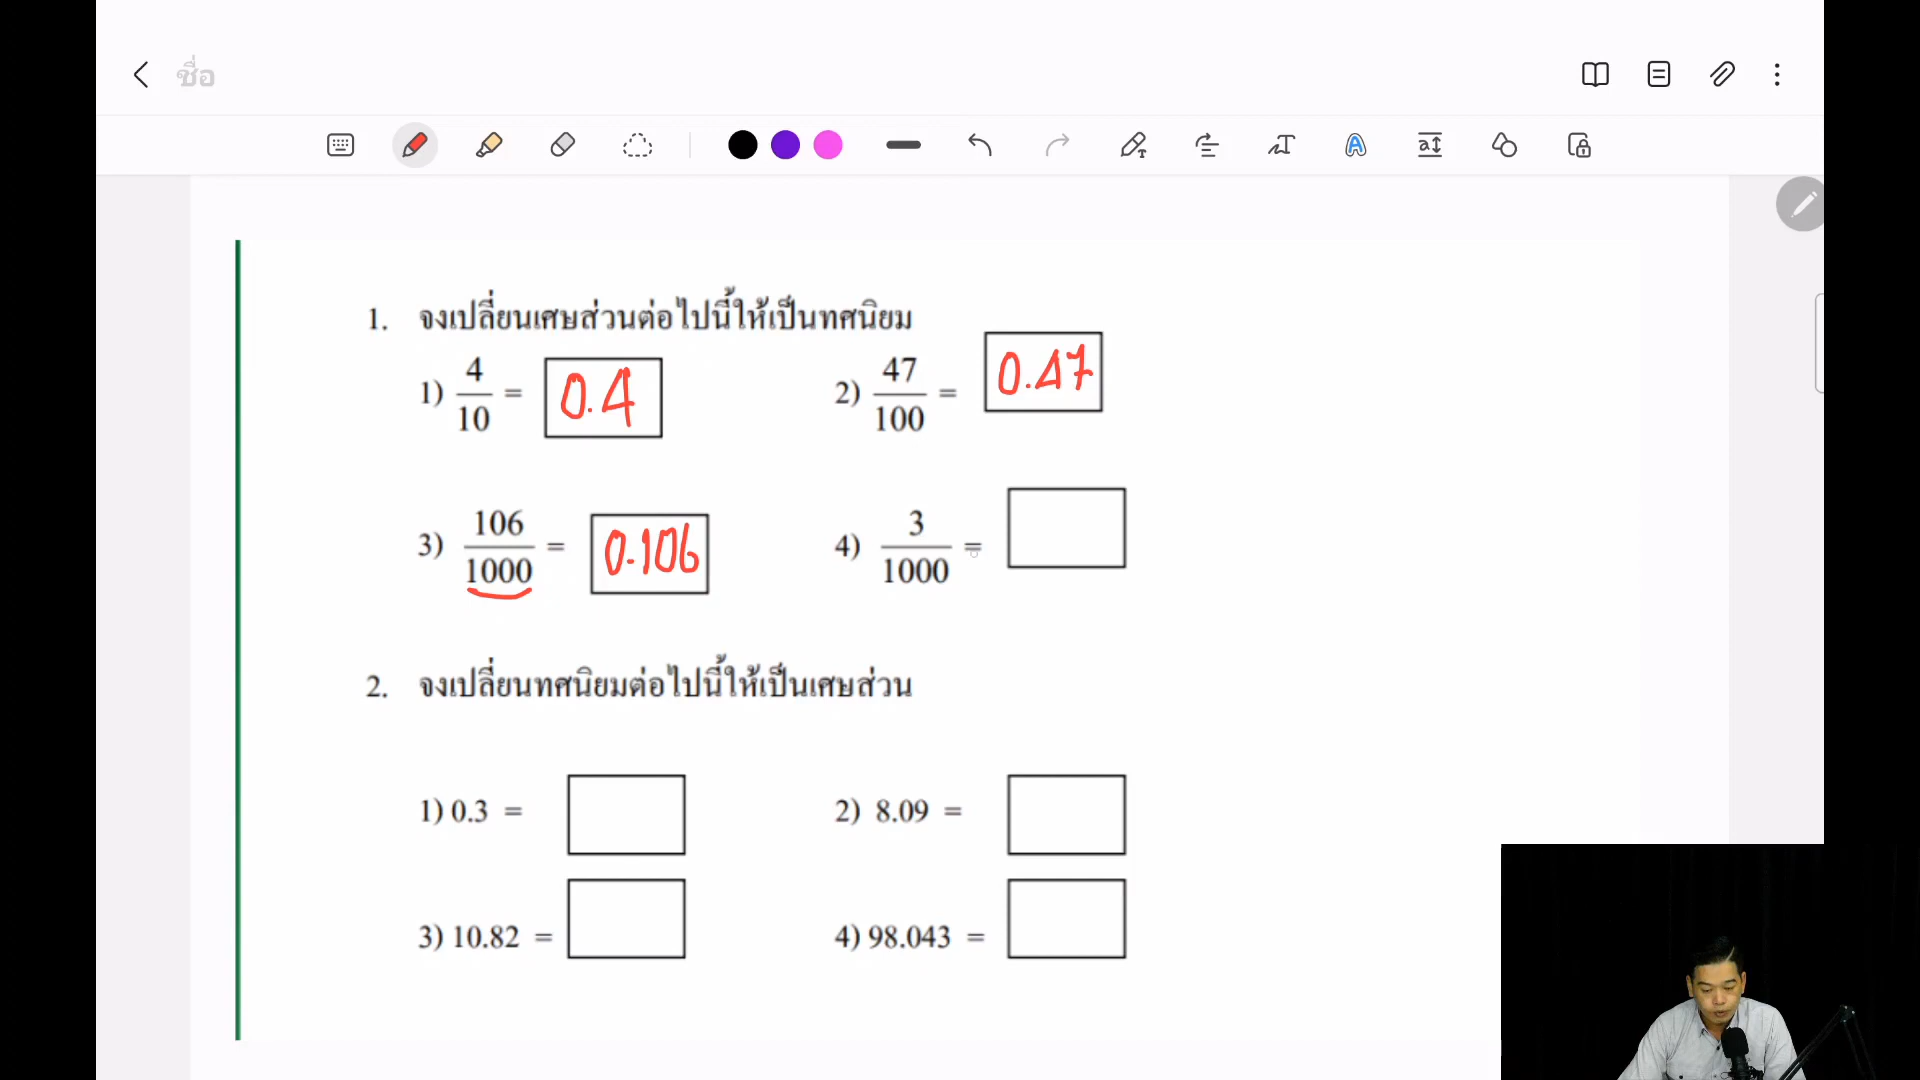 ชื่อ
1. จงเปลี่ยนเศษส่วนต่อไปนี้ให้เป็นทศนิยม
1) 4/10 = 0.4
2) 47/100 = 0.47
3) 106/1000 = 0.106
4) 3/1000 =
2. จงเปลี่ยนทศนิยมต่อไปนี้ให้เป็นเศษส่วน
1) 0.3 =
2) 8.09 =
3) 10.82 =
4) 98.043 =